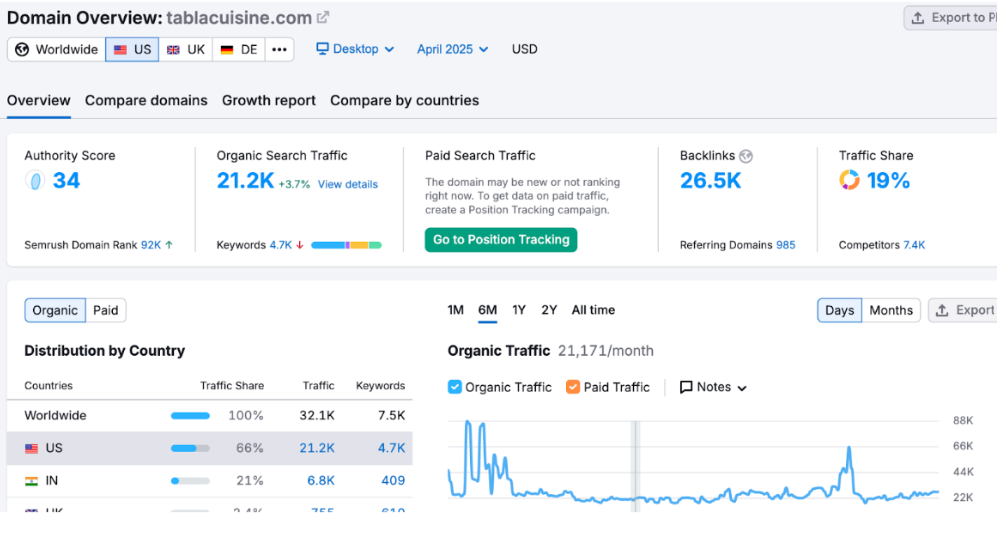 Domain Overview: tablacuisine.com
Export to
Worldwide US UK DE ••• Desktop April 2025 USD
Overview Compare domains Growth report Compare by countries
Authority Score
34
Semrush Domain Rank 92K ↑
Organic Search Traffic
21.2K +3.7% View details
Keywords 4.7K ↓
Paid Search Traffic
The domain may be new or not ranking
right now. To get data on paid traffic,
create a Position Tracking campaign.
Go to Position Tracking
Backlinks
26.5K
Referring Domains 985
Traffic Share
19%
Competitors 7.4K
Organic Paid
Distribution by Country
Countries Traffic Share Traffic Keywords
Worldwide 100% 32.1K 7.5K
US 66% 21.2K 4.7K
IN 21% 6.8K 409
1M 6M 1Y 2Y All time
Days Months
Export
Organic Traffic 21,171/month
Organic Traffic Paid Traffic Notes
88K
66K
44K
22K